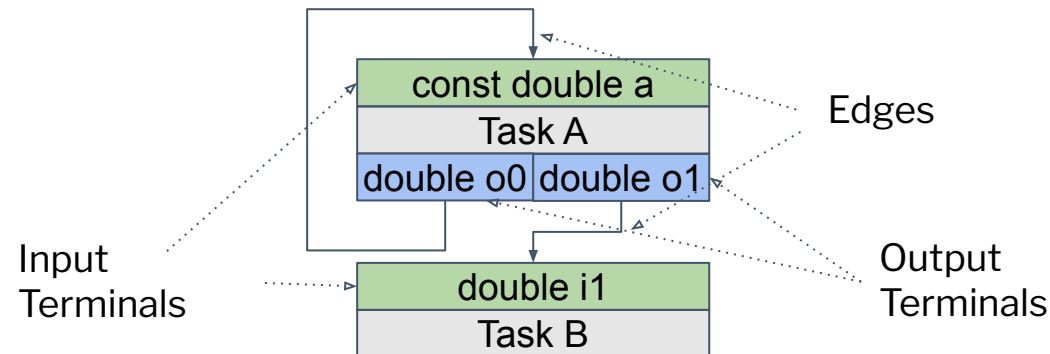 const double a
Task A
double o0
double o1
Edges
Input
Terminals
double i1
Task B
Output
Terminals